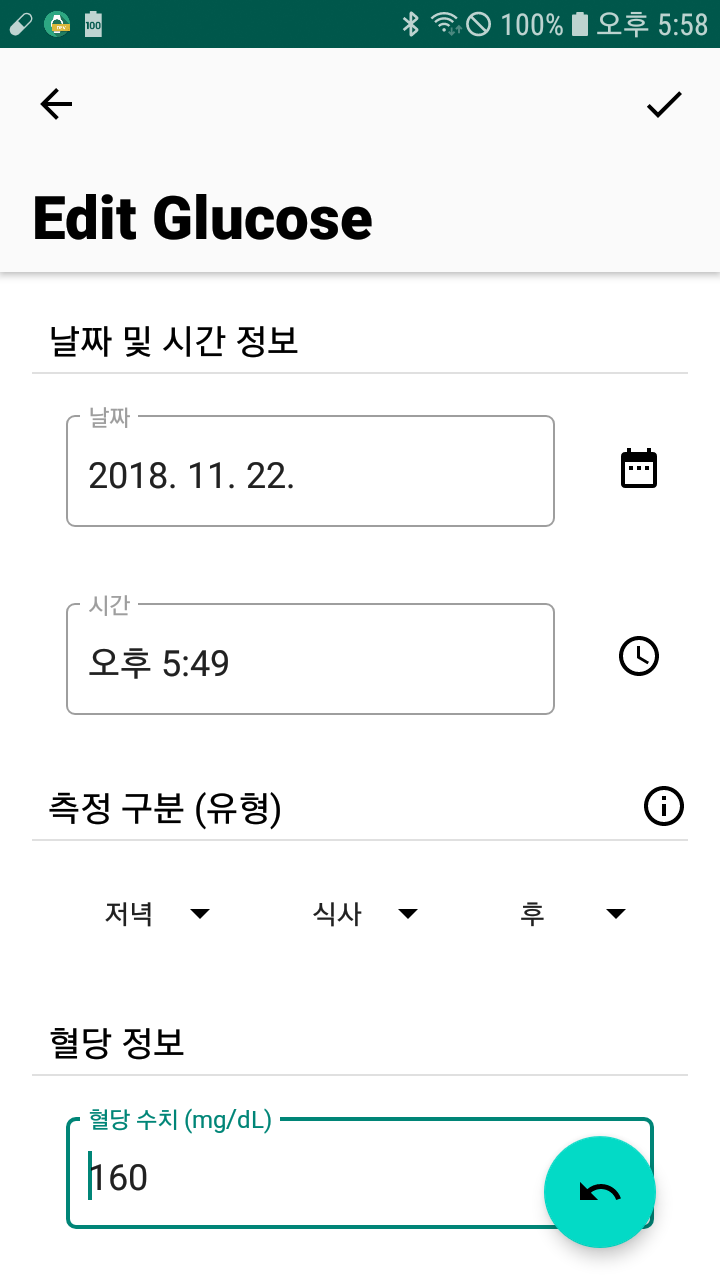 100 100% 오후 5:58
Edit Glucose
날짜 및 시간 정보
날짜
2018. 11. 22.
시간
오후 5:49
측정 구분 (유형)
저녁 식사 후
혈당 정보
혈당 수치 (mg/dL)
160